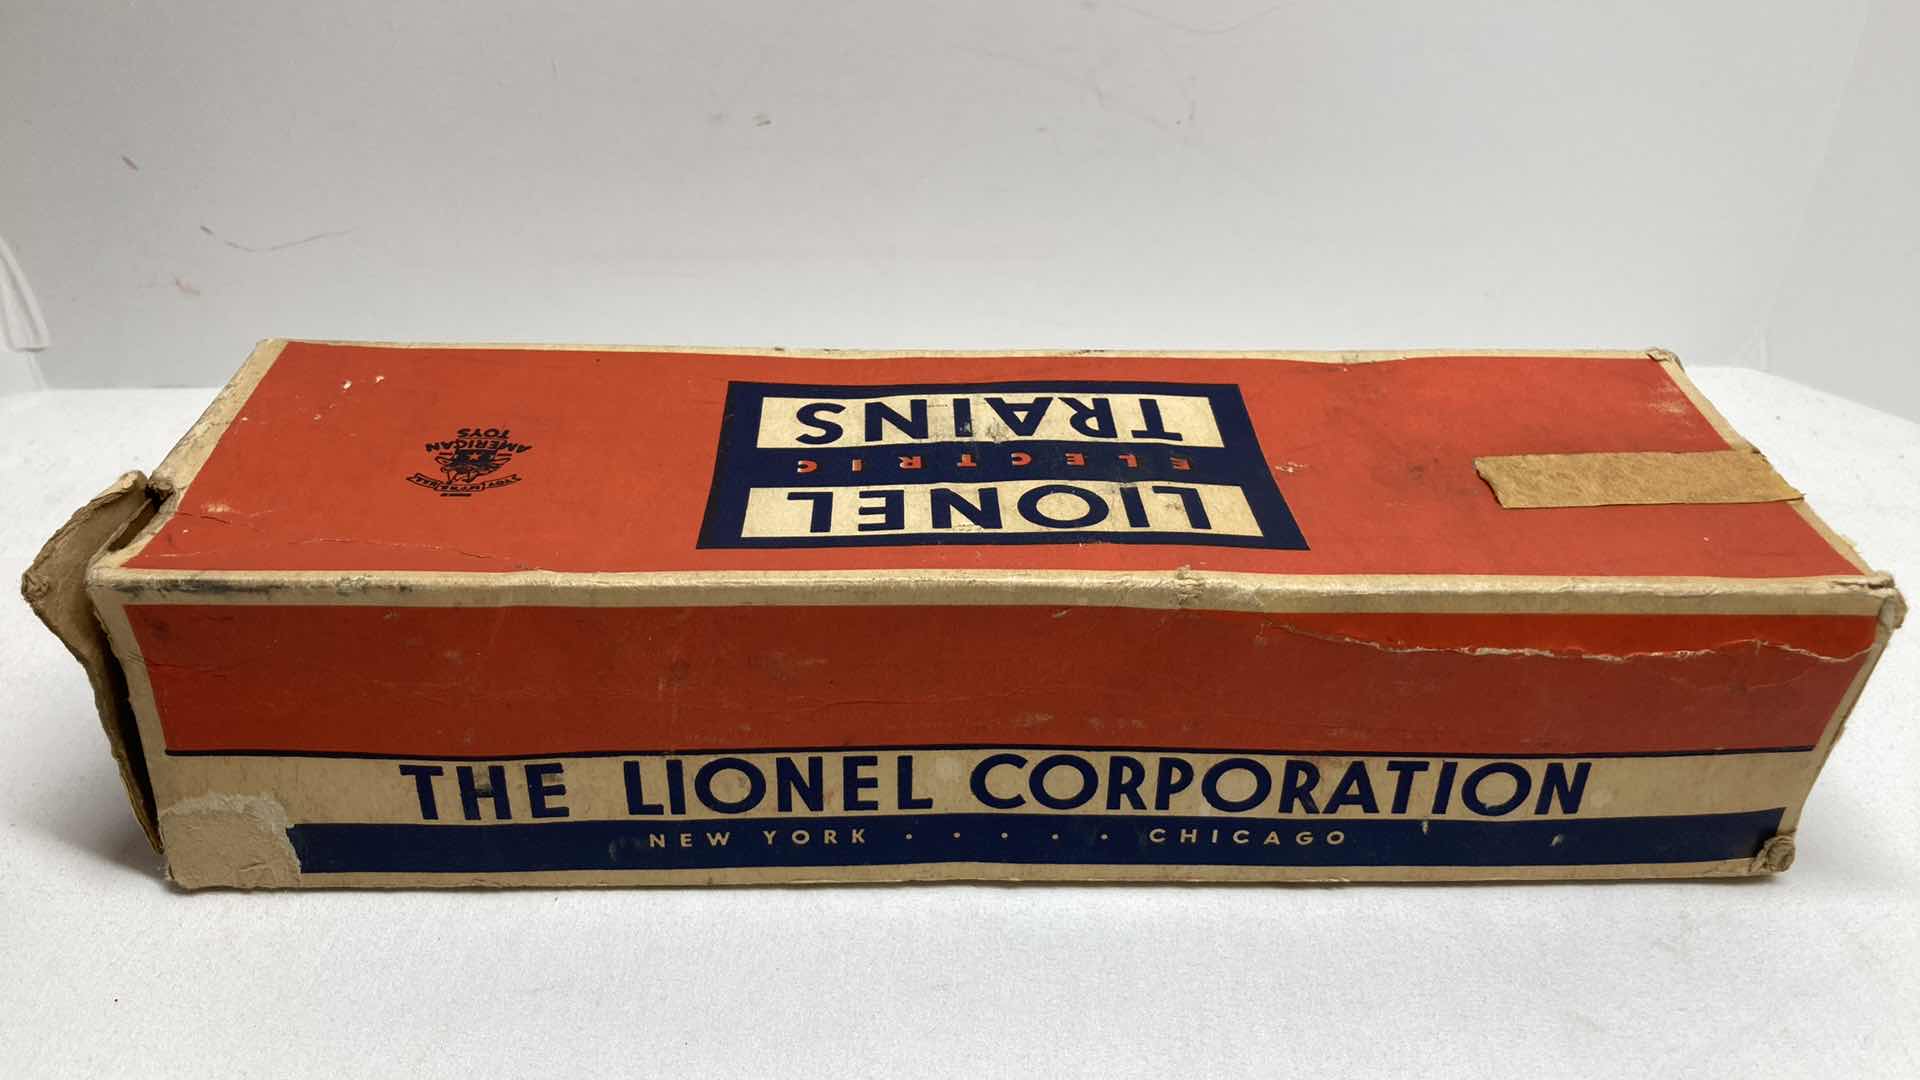 LIONEL
ELECTRIC
TRAINS
AMERICAN
TOYS
THE LIONEL CORPORATION
NEW YORK • • • • • CHICAGO